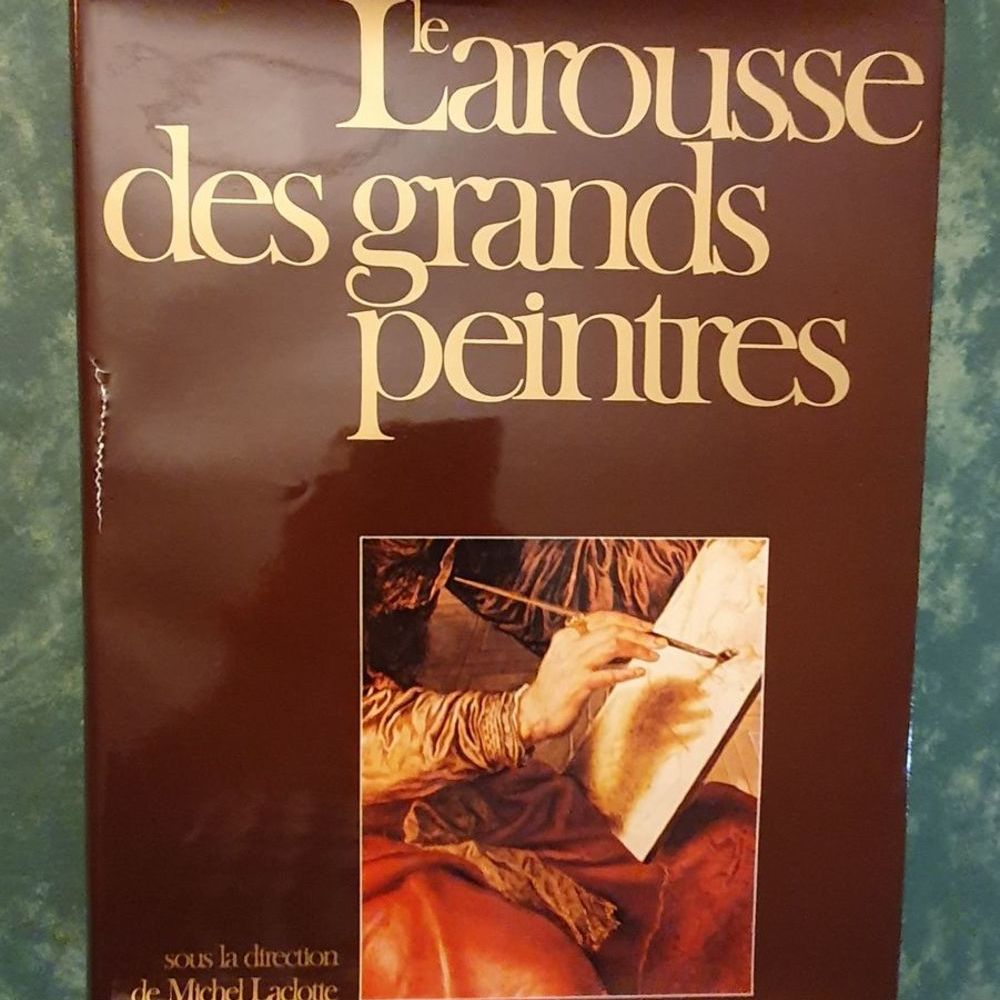 le
Larousse
des grands
peintres
sous la direction
de Michel Laclotte